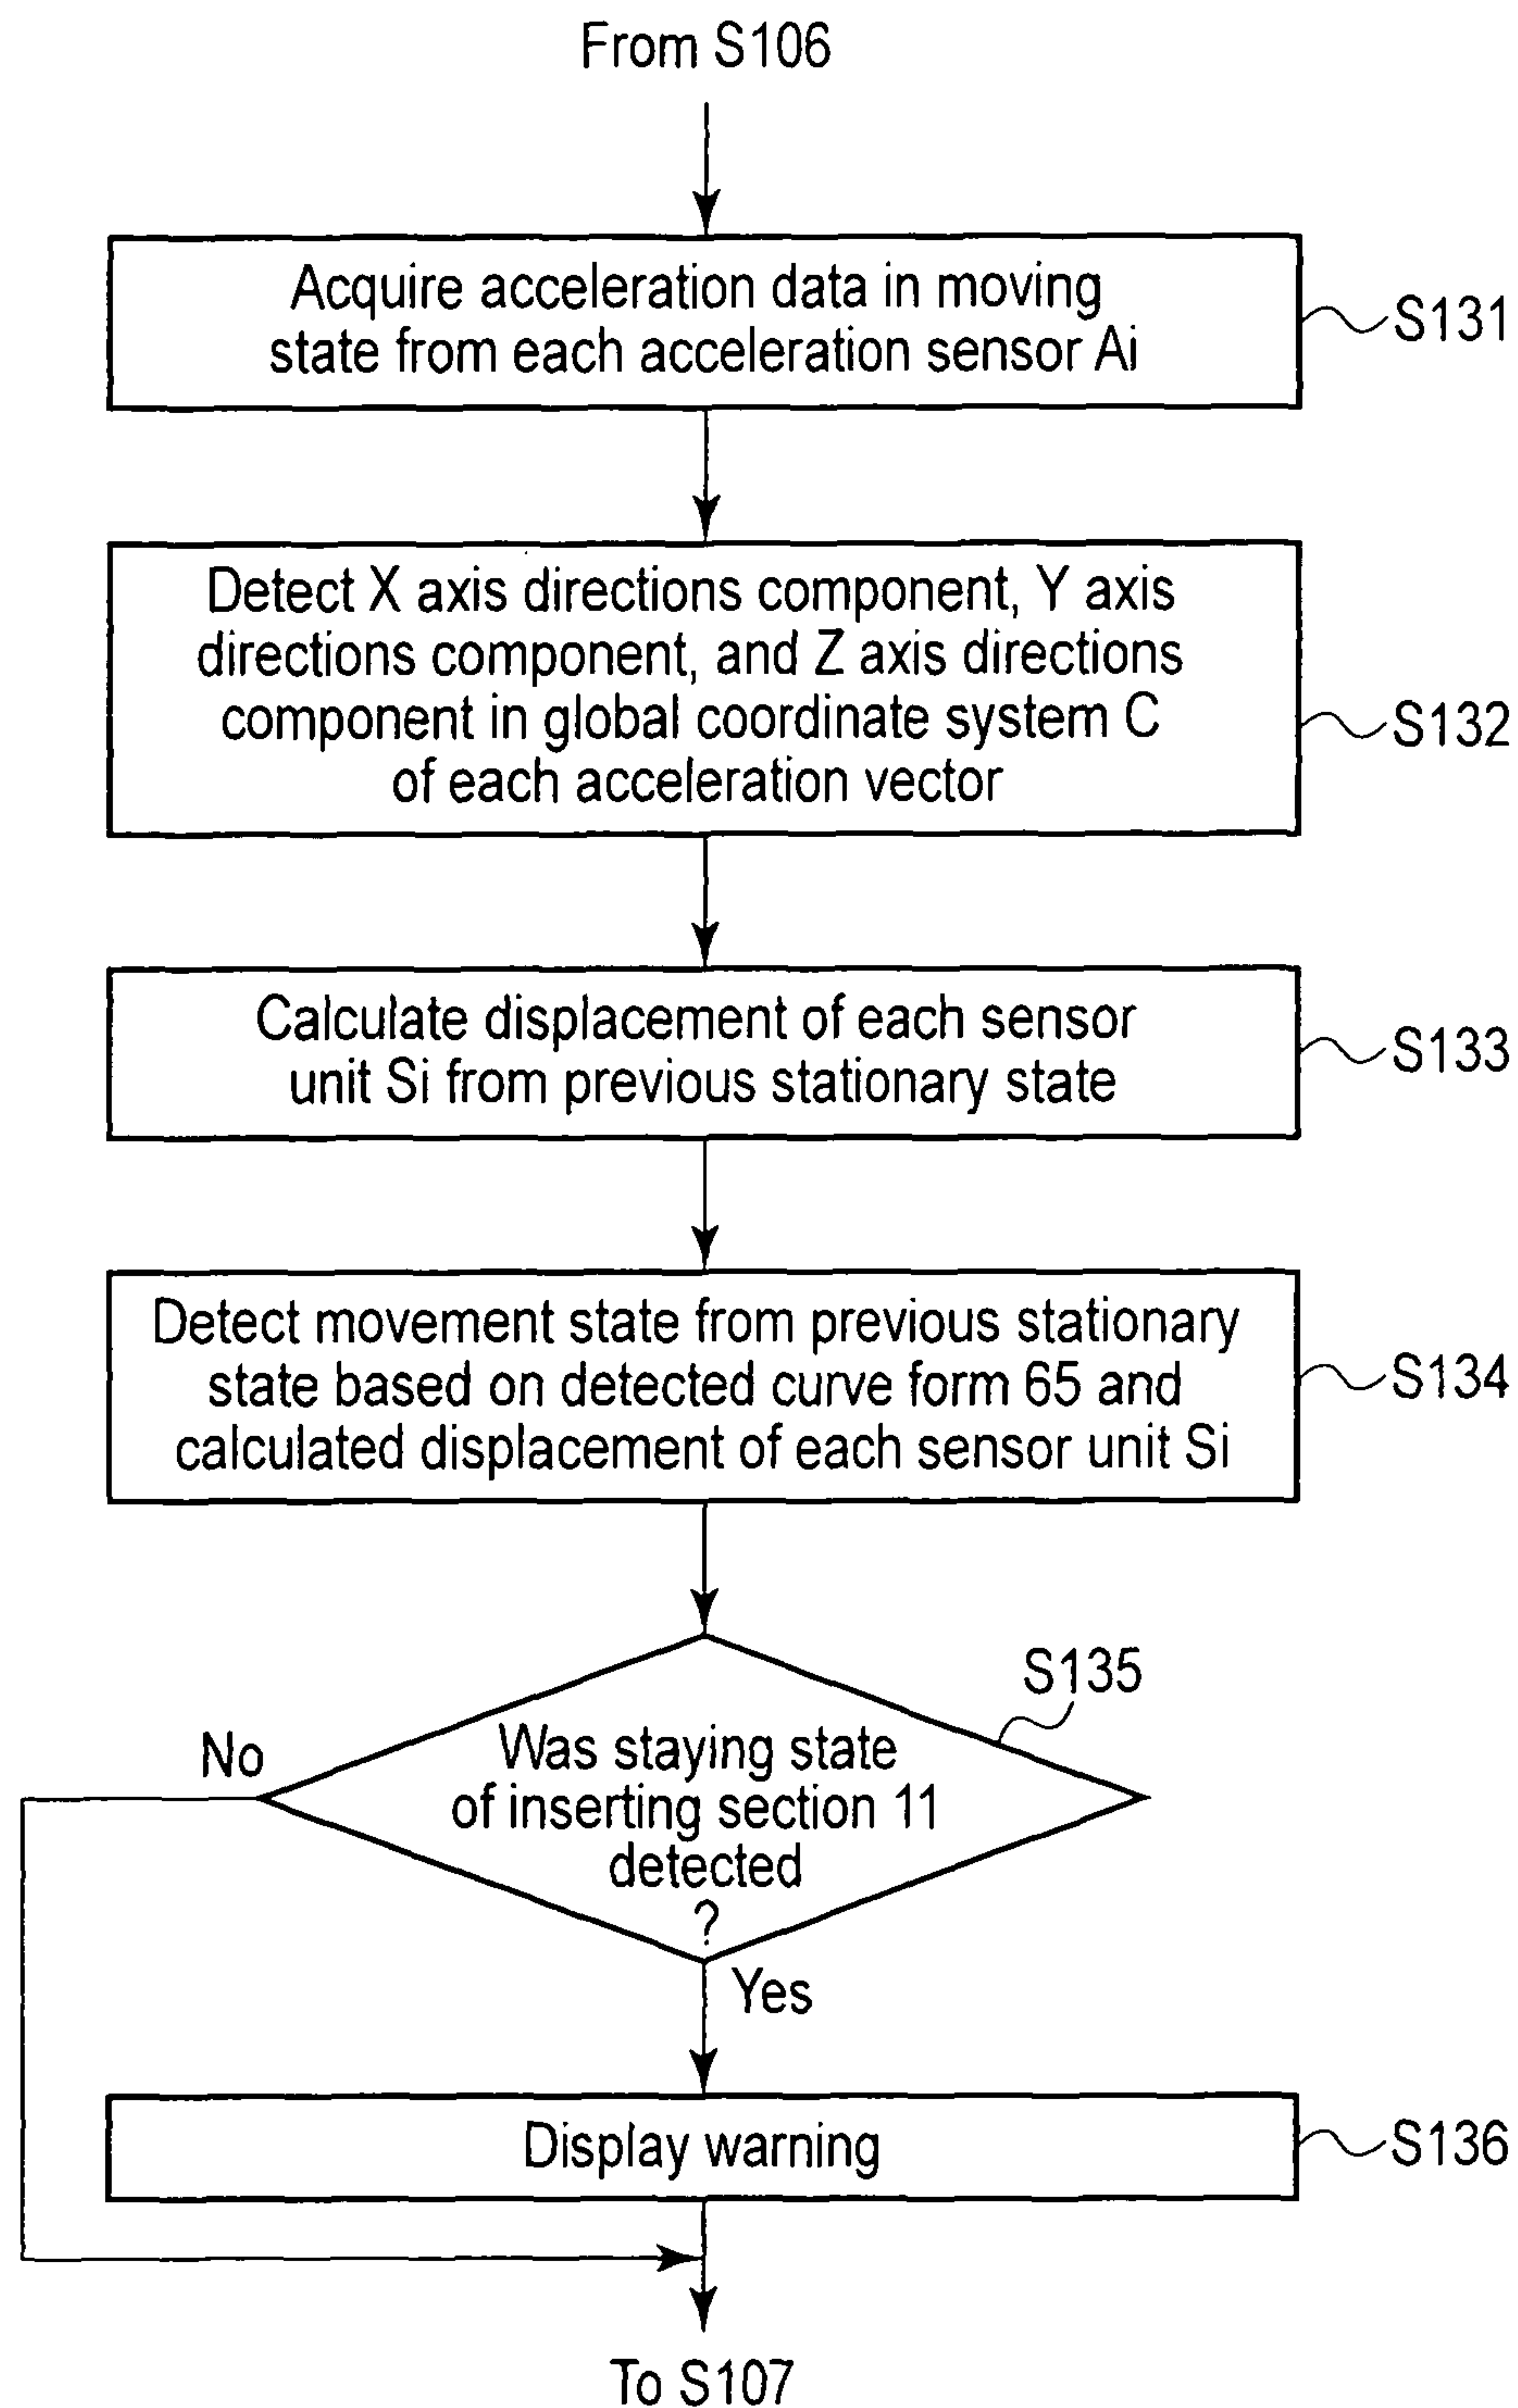 From S106
Acquire acceleration data in moving
state from each acceleration sensor Ai
S131
Detect X axis directions component, Y axis
directions component, and Z axis directions
component in global coordinate system C
of each acceleration vector
S132
Calculate displacement of each sensor
unit Si from previous stationary state
S133
Detect movement state from previous stationary
state based on detected curve form 65 and
calculated displacement of each sensor unit Si
S134
S135
No
Was staying state
of inserting section 11
detected
?
Yes
Display warning
S136
To S107